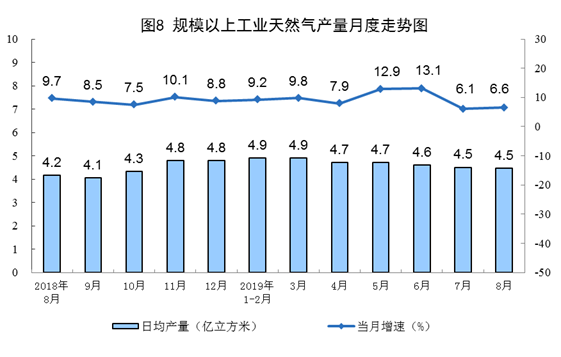 图8 规模以上工业天然气产量月度走势图
10 30
9.7 8.5 7.5 10.1 8.8 9.2 9.8 7.9 12.9 13.1 6.1 6.6
9 20
8 10
7 0
6 -10
5 -20
4 -30
3 -40
2 -50
1
0
4.2 4.1 4.3 4.8 4.8 4.9 4.9 4.7 4.7 4.6 4.5 4.5
2018年 9月 10月 11月 12月 2019年 3月 4月 5月 6月 7月 8月
8月 1-2月
日均产量（亿立方米） 当月增速（%）